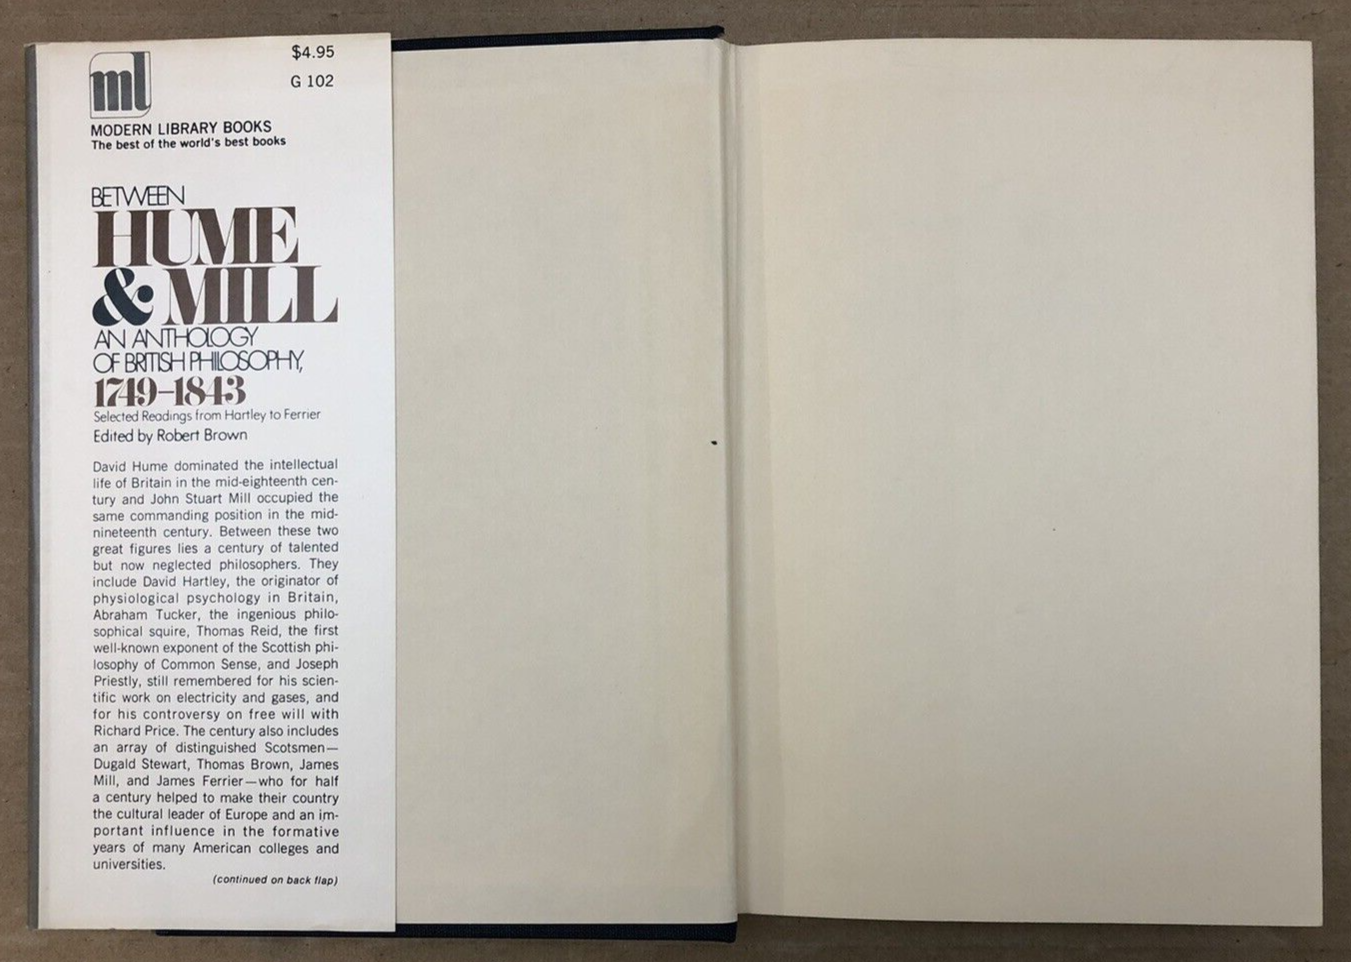 ml
$4.95
G 102
MODERN LIBRARY BOOKS
The best of the world's best books
BETWEEN
HUME
& MILL
AN ANTHOLOGY
OF BRITISH PHILOSOPHY,
1749–1843
Selected Readings from Hartley to Ferrier
Edited by Robert Brown
David Hume dominated the intellectual
life of Britain in the mid-eighteenth cen-
tury and John Stuart Mill occupied the
same commanding position in the mid-
nineteenth century. Between these two
great figures lies a century of talented
but now neglected philosophers. They
include David Hartley, the originator of
physiological psychology in Britain,
Abraham Tucker, the ingenious philo-
sophical squire, Thomas Reid, the first
well-known exponent of the Scottish phi-
losophy of Common Sense, and Joseph
Priestly, still remembered for his scien-
tific work on electricity and gases, and
for his controversy on free will with
Richard Price. The century also includes
an array of distinguished Scotsmen—
Dugald Stewart, Thomas Brown, James
Mill, and James Ferrier—who for half
a century helped to make their country
the cultural leader of Europe and an im-
portant influence in the formative
years of many American colleges and
universities.
(continued on back flap)